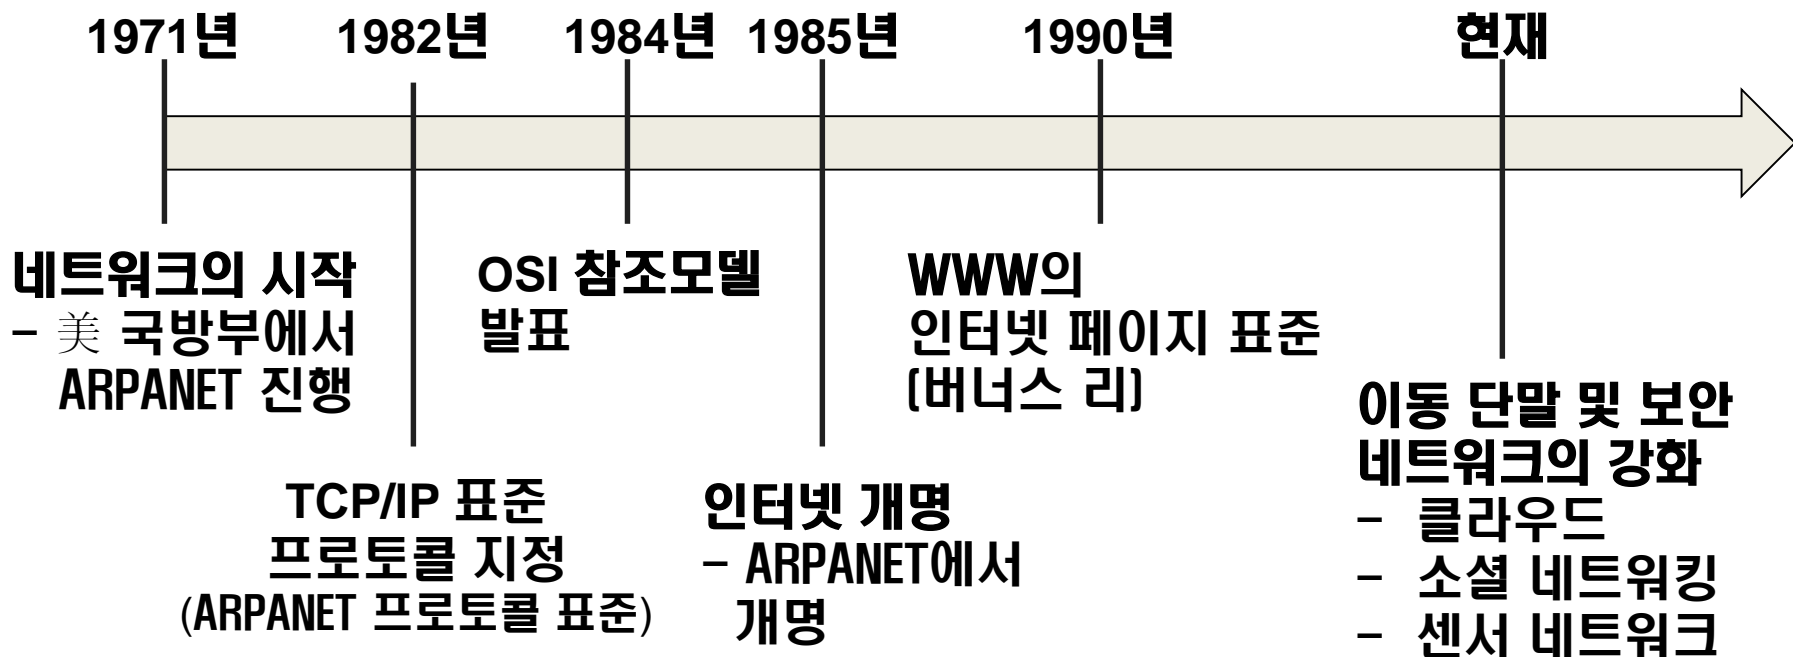 1971년
1982년
1984년
1985년
1990년
현재
네트워크의 시작
– 美 국방부에서
ARPANET 진행
OSI 참조모델
발표
WWW의
인터넷 페이지 표준
(버너스 리)
이동 단말 및 보안
네트워크의 강화
– 클라우드
– 소셜 네트워킹
– 센서 네트워크
TCP/IP 표준
프로토콜 지정
(ARPANET 프로토콜 표준)
인터넷 개명
– ARPANET에서
개명